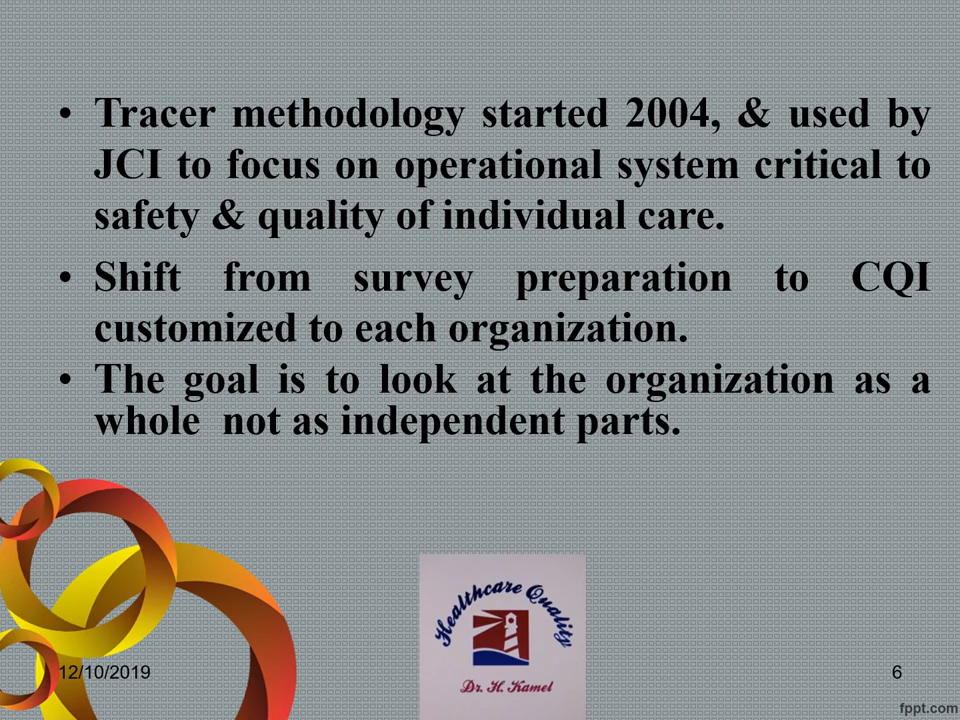 • Tracer methodology started 2004, & used by
JCI to focus on operational system critical to
safety & quality of individual care.
• Shift from survey preparation to CQI
customized to each organization.
• The goal is to look at the organization as a
whole not as independent parts.
Healthcare Quality
Dr. H. Kamel
12/10/2019
6
fppt.com